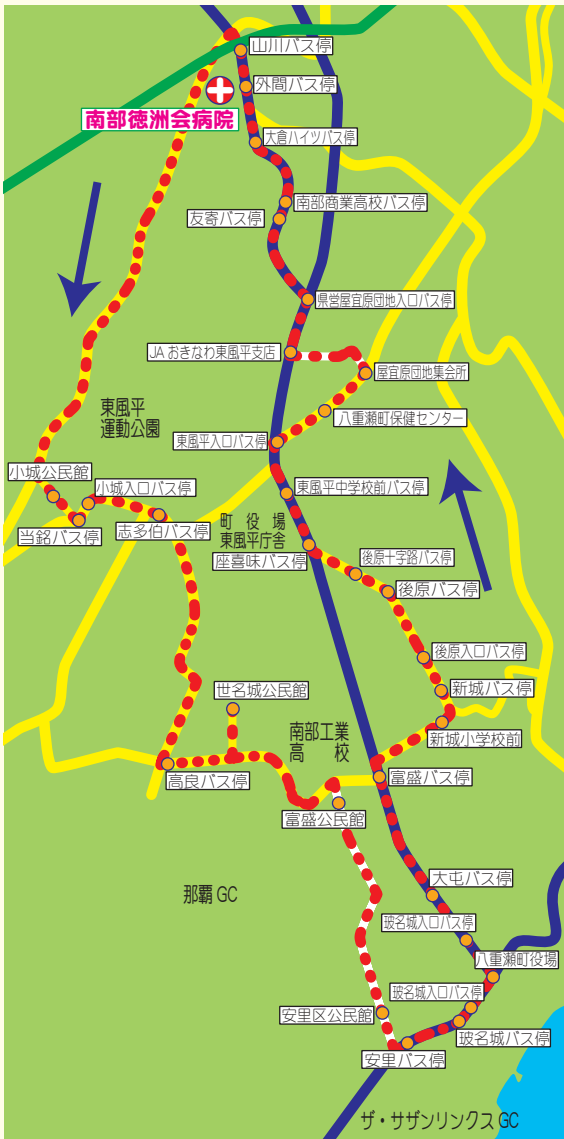 山川バス停
外間バス停
南部徳洲会病院
大倉ハイツバス停
南部商業高校バス停
友寄バス停
県営屋宜原団地入口バス停
JAおきなわ東風平支店
屋宜原団地集会所
東風平
運動公園
八重瀬町保健センター
東風平入口バス停
小城公民館
小城入口バス停
東風平中学校前バス停
当銘バス停
志多伯バス停
町役場
東風平庁舎
座喜味バス停
後原十字路バス停
後原バス停
後原入口バス停
世名城公民館
新城バス停
南部工業
高校
新城小学校前
高良バス停
富盛バス停
富盛公民館
大屯バス停
那覇GC
玻名城入口バス停
八重瀬町役場
玻名城入口バス停
安里区公民館
玻名城バス停
安里バス停
ザ・サザンリンクスGC